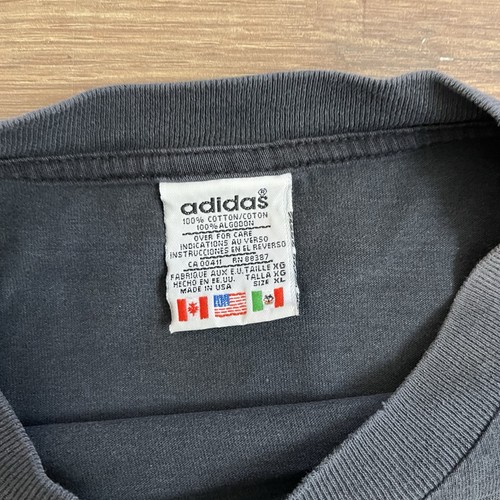 adidas®
100% COTTON/COTON
100% ALGODON
OVER FOR CARE
INDICATIONS AU VERSO
INSTRUCCIONES EN EL REVERSO
CA 00411 RN 88387
FABRIQUE AUX E.U. TAILLE XG
HECHO EN EE.UU. TALLA XG
MADE IN USA SIZE XL